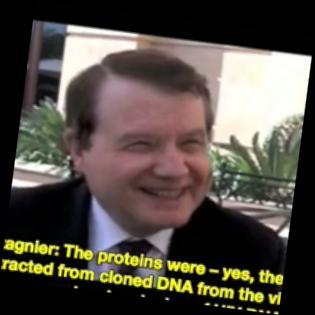 agnier: The proteins were – yes, the
racted from cloned DNA from the vi